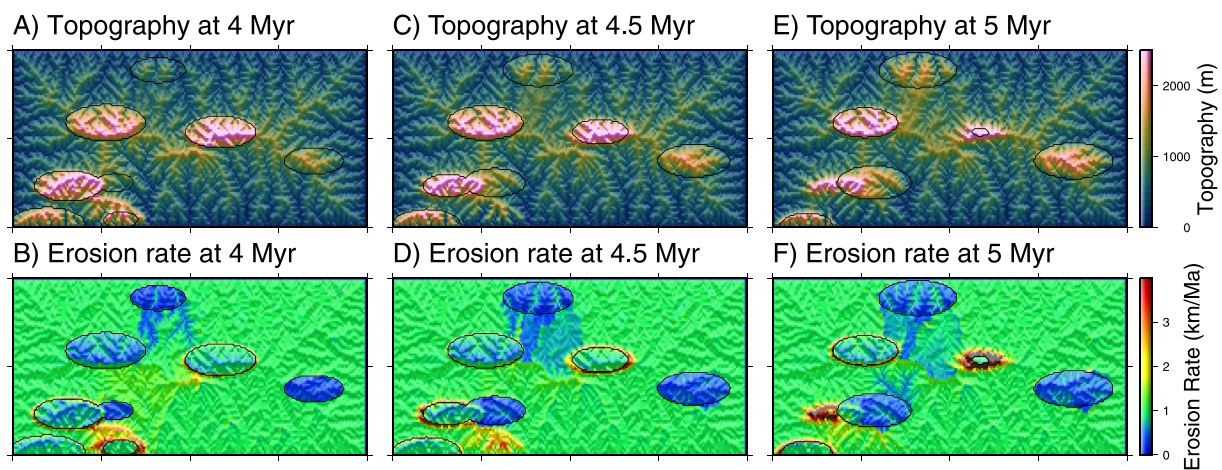 A) Topography at 4 Myr
C) Topography at 4.5 Myr
E) Topography at 5 Myr
2000
1000
0
Topography (m)
B) Erosion rate at 4 Myr
D) Erosion rate at 4.5 Myr
F) Erosion rate at 5 Myr
3
2
1
0
Erosion Rate (km/Ma)